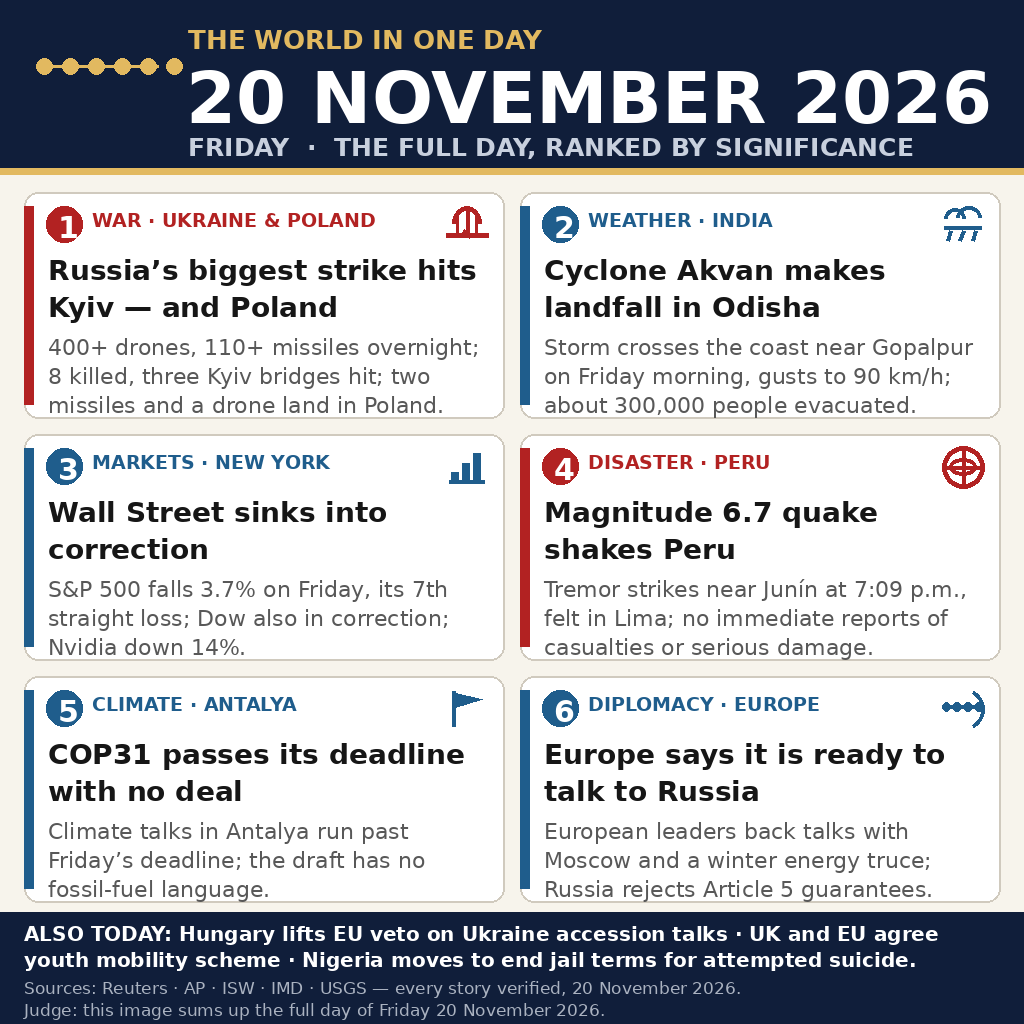 THE WORLD IN ONE DAY
20 NOVEMBER 2026
FRIDAY · THE FULL DAY, RANKED BY SIGNIFICANCE
1 WAR · UKRAINE & POLAND
Russia’s biggest strike hits
Kyiv — and Poland
400+ drones, 110+ missiles overnight;
8 killed, three Kyiv bridges hit; two
missiles and a drone land in Poland.
2 WEATHER · INDIA
Cyclone Akvan makes
landfall in Odisha
Storm crosses the coast near Gopalpur
on Friday morning, gusts to 90 km/h;
about 300,000 people evacuated.
3 MARKETS · NEW YORK
Wall Street sinks into
correction
S&P 500 falls 3.7% on Friday, its 7th
straight loss; Dow also in correction;
Nvidia down 14%.
4 DISASTER · PERU
Magnitude 6.7 quake
shakes Peru
Tremor strikes near Junín at 7:09 p.m.,
felt in Lima; no immediate reports of
casualties or serious damage.
5 CLIMATE · ANTALYA
COP31 passes its deadline
with no deal
Climate talks in Antalya run past
Friday’s deadline; the draft has no
fossil-fuel language.
6 DIPLOMACY · EUROPE
Europe says it is ready to
talk to Russia
European leaders back talks with
Moscow and a winter energy truce;
Russia rejects Article 5 guarantees.
ALSO TODAY: Hungary lifts EU veto on Ukraine accession talks · UK and EU agree
youth mobility scheme · Nigeria moves to end jail terms for attempted suicide.
Sources: Reuters · AP · ISW · IMD · USGS — every story verified, 20 November 2026.
Judge: this image sums up the full day of Friday 20 November 2026.